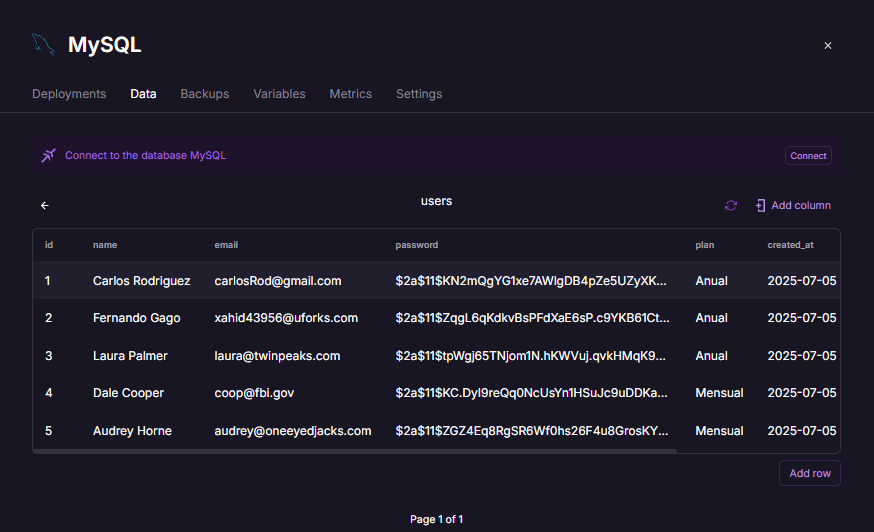 MySQL
Deployments Data Backups Variables Metrics Settings
Connect to the database MySQL Connect
users Add column
id name email password plan created_at
1 Carlos Rodriguez carlosRod@gmail.com $2a$11$KN2mQgYG1xe7AWlgDB4pZe5UZyXK... Anual 2025-07-05
2 Fernando Gago xahid43956@uforks.com $2a$11$ZqgL6qKdkvBsPFdXaE6sP.c9YKB61Ct... Anual 2025-07-05
3 Laura Palmer laura@twinpeaks.com $2a$11$tpWgj65TNjom1N.hKWVuj.qvkHMqK9... Anual 2025-07-05
4 Dale Cooper coop@fbi.gov $2a$11$KC.DyI9reQq0NcUsYn1HSuJc9uDDKa... Mensual 2025-07-05
5 Audrey Horne audrey@oneeyedjacks.com $2a$11$ZGZ4Eq8RgSR6Wf0hs26F4u8GrosKY... Mensual 2025-07-05
Add row
Page 1 of 1